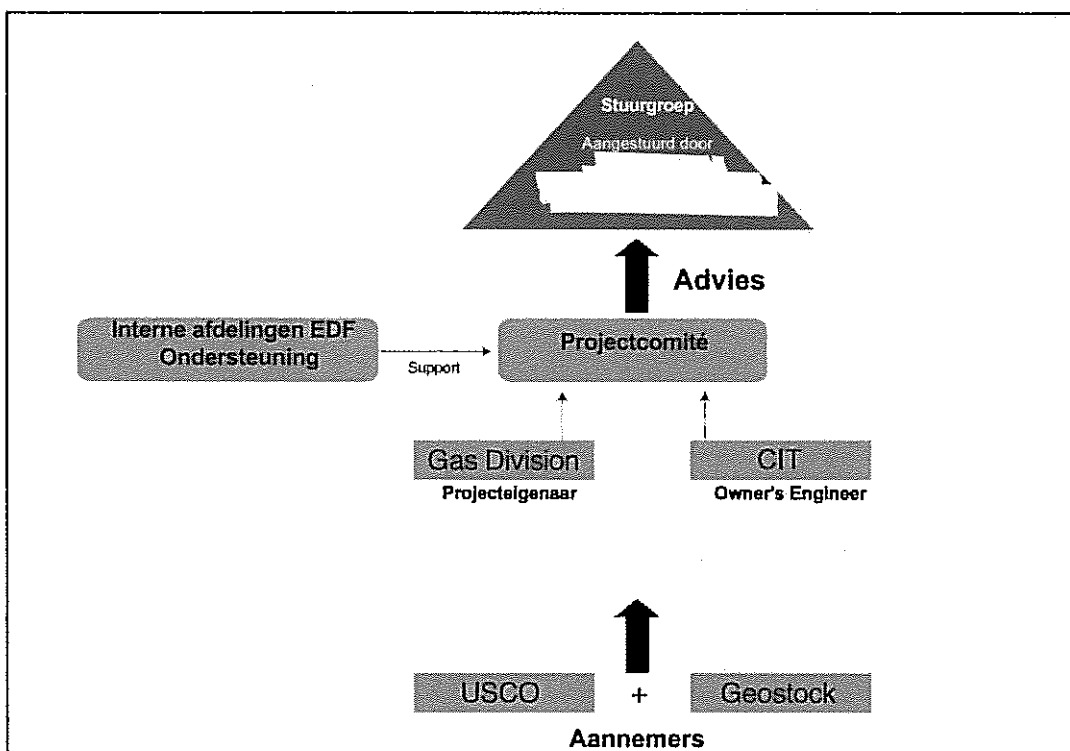 Stuurgroep
Aangestuurd door
Advies
Interne afdelingen EDF
Ondersteuning
Support
Projectcomité
Gas Division
Projecteigenaar
CIT
Owner's Engineer
USCO
+
Geostock
Aannemers